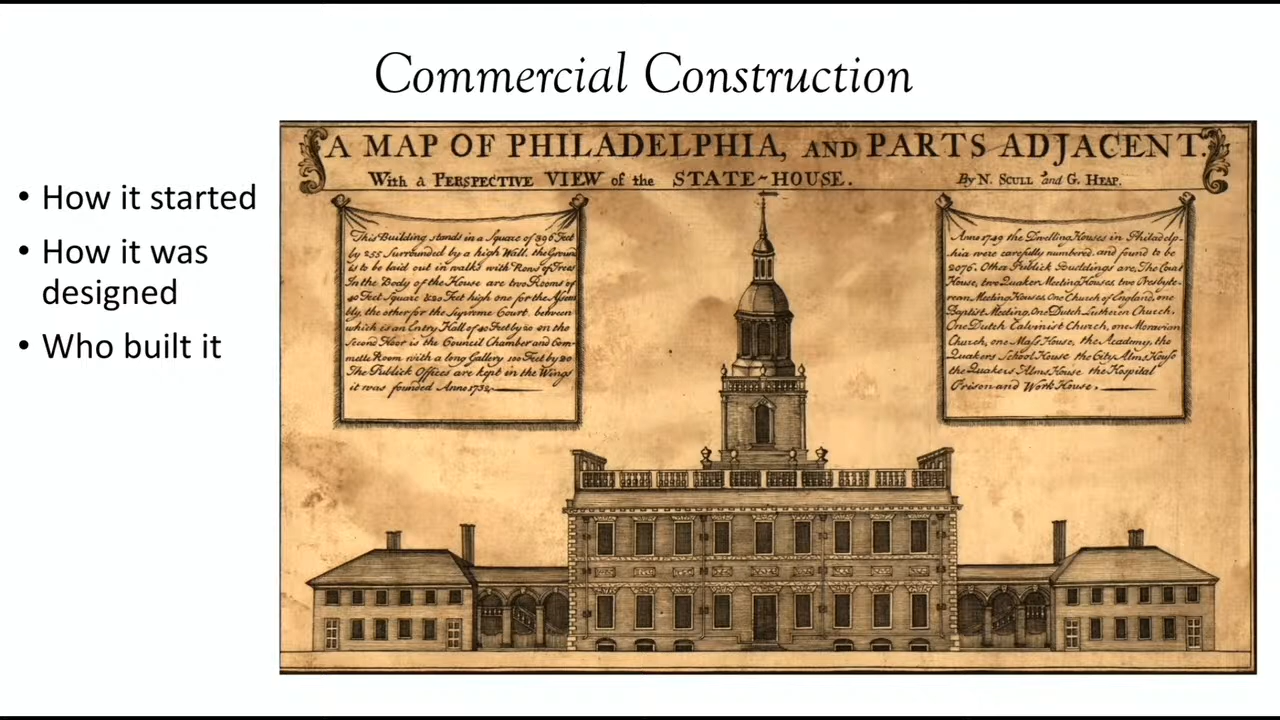 Commercial Construction
• How it started
• How it was
designed
• Who built it
A MAP OF PHILADELPHIA, AND PARTS ADJACENT.
With a PERSPECTIVE VIEW of the STATE-HOUSE.
By N. SCULL and G. HEAP.
This Building stands in a Square of 396 Feet
by 255 Surrounded by a high Wall, the Ground
is to be laid out in walks with Rows of Trees
In the Body of the House are two Rooms of
40 Feet Square & 20 Feet high one for the Assem
bly, the other for the Supreme Court, between
which is an Entry Hall of 40 Feet by 20 on the
Second Floor is the Council Chamber and Com-
mittee Room with a long Gallery 100 Feet by 20
The Publick Offices are kept in the Wings
it was founded Anno 1732
Anno 1749 the Dwelling Houses in Philadelp-
hia were carefully numbered, and found to be
2076. Other Publick Buildings are, The Court
House, two Quaker Meeting Houses, two Presbyte-
rean Meeting Houses, One Church of England, one
Baptist Meeting, One Dutch Lutheren Church,
One Dutch Calvinist Church, one Moravian
Church, one Mass House, the Academy, the
Quakers School House the City Alms House
the Quakers Alms House the Hospital
Prison and Work House.